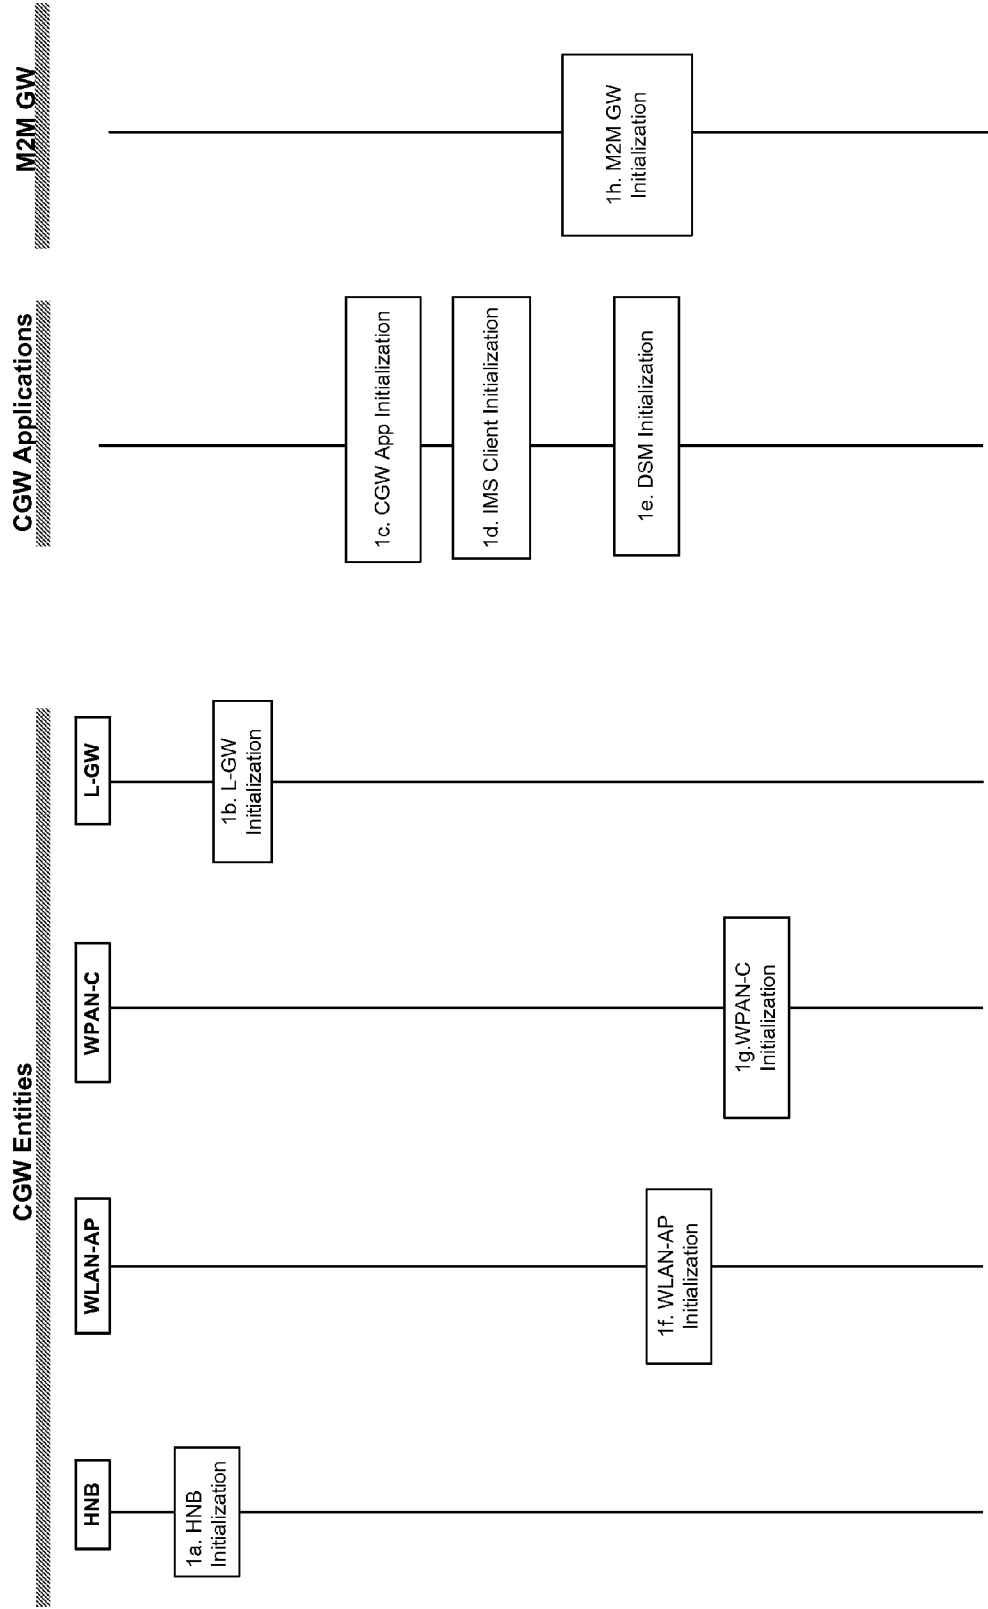 CGW Entities
CGW Applications
M2M GW
HNB
WLAN-AP
WPAN-C
L-GW
1a. HNB
Initialization
1b. L-GW
Initialization
1c. CGW App Initialization
1d. IMS Client Initialization
1h. M2M GW
Initialization
1e. DSM Initialization
1f. WLAN-AP
Initialization
1g.WPAN-C
Initialization